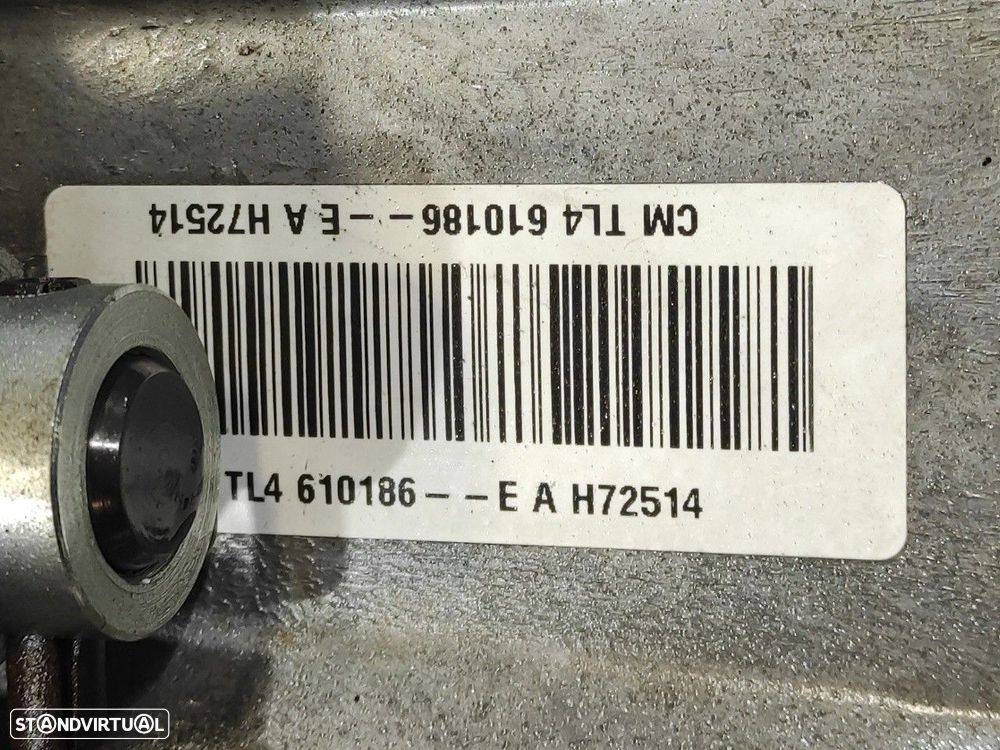 CM TL4 610186--E A H72514
TL4 610186--E A H72514
STANDVIRTUAL